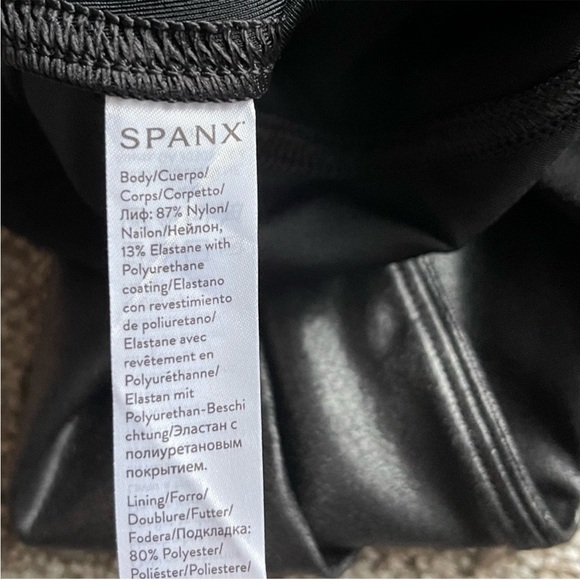 SPANX
Body/Cuerpo/
Corps/Corpetto/
Лиф: 87% Nylon/
Nailon/Нейлон,
13% Elastane with
Polyurethane
coating/Elastano
con revestimiento
de poliuretano/
Elastane avec
revêtement en
Polyuréthanne/
Elastan mit
Polyurethan-Beschi
chtung/Эластан с
полиуретановым
покрытием.
Lining/Forro/
Doublure/Futter/
Fodera/Подкладка:
80% Polyester/
Poliéster/Poliestere/